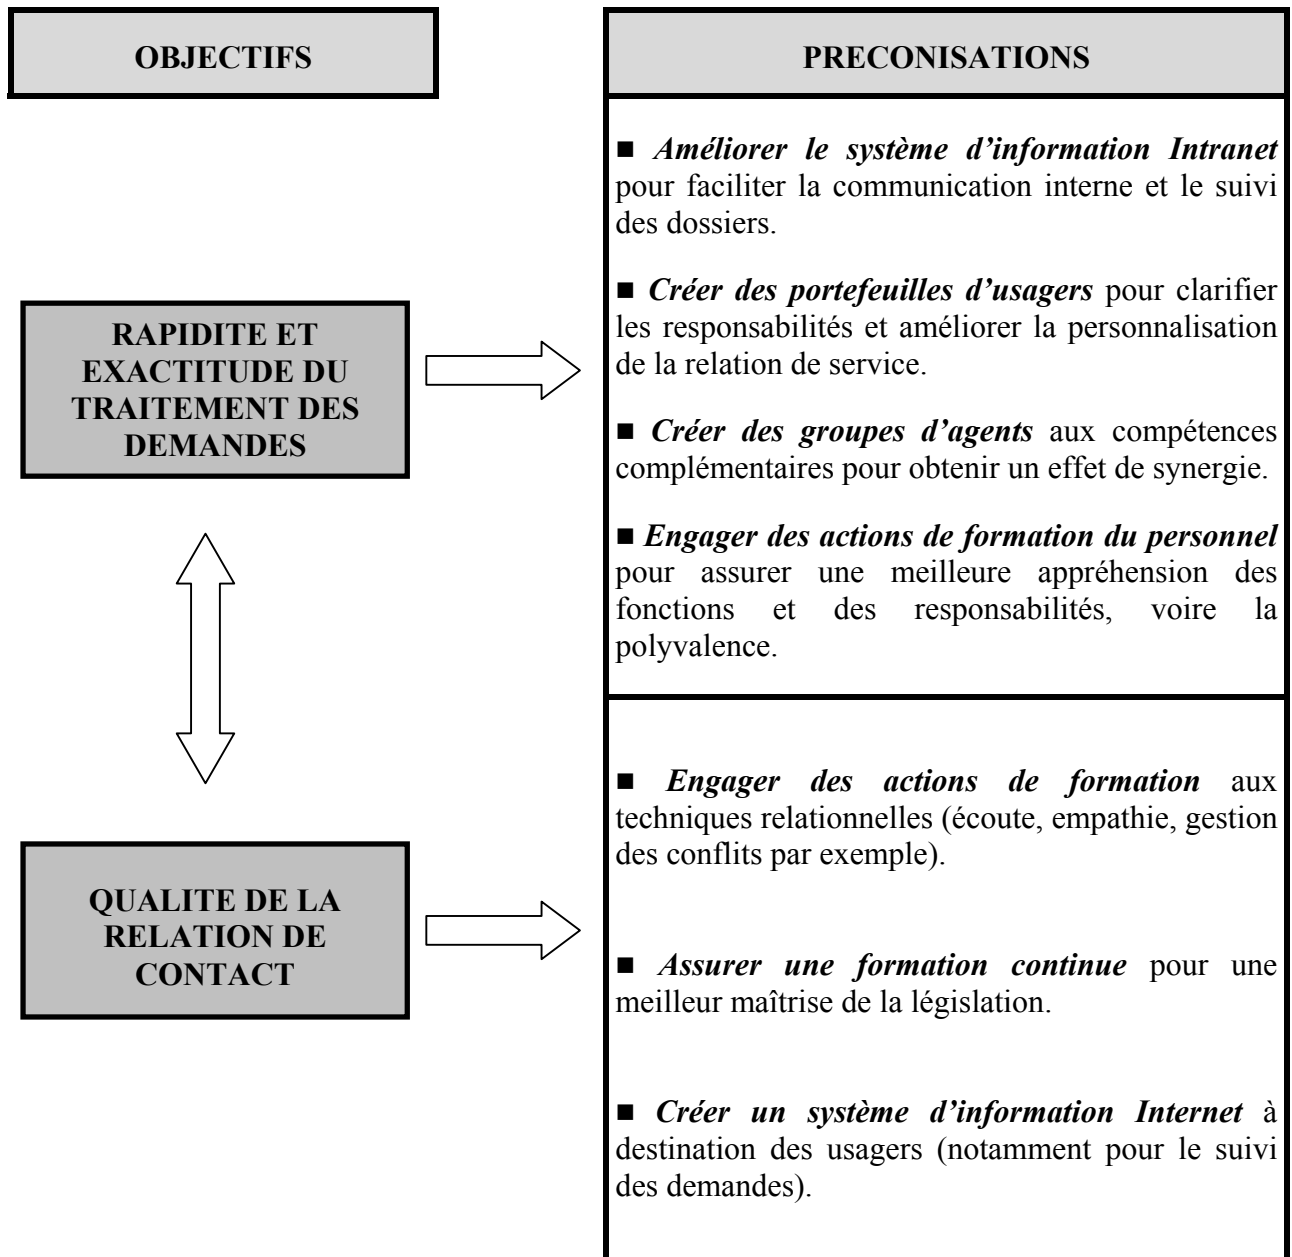 OBJECTIFS
PRECONISATIONS
■ Améliorer le système d’information Intranet
pour faciliter la communication interne et le suivi
des dossiers.
■ Créer des portefeuilles d’usagers pour clarifier
les responsabilités et améliorer la personnalisation
de la relation de service.
■ Créer des groupes d’agents aux compétences
complémentaires pour obtenir un effet de synergie.
■ Engager des actions de formation du personnel
pour assurer une meilleure appréhension des
fonctions et des responsabilités, voire la
polyvalence.
RAPIDITE ET
EXACTITUDE DU
TRAITEMENT DES
DEMANDES
■ Engager des actions de formation aux
techniques relationnelles (écoute, empathie, gestion
des conflits par exemple).
■ Assurer une formation continue pour une
meilleur maîtrise de la législation.
■ Créer un système d’information Internet à
destination des usagers (notamment pour le suivi
des demandes).
QUALITE DE LA
RELATION DE
CONTACT